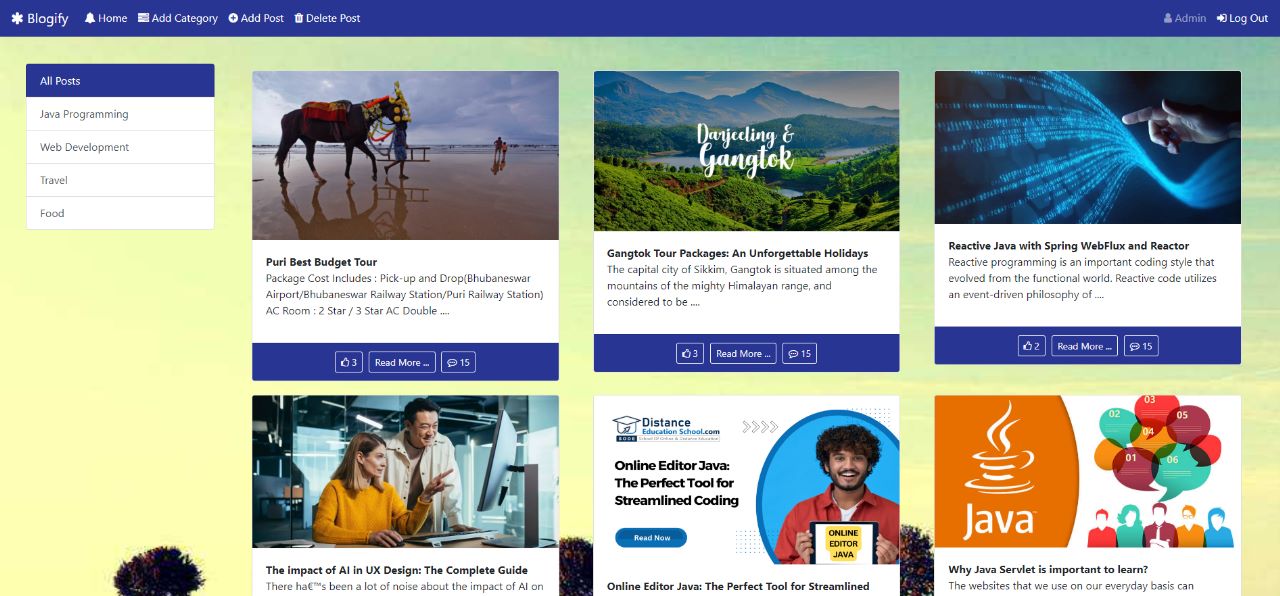 Blogify Home Add Category Add Post Delete Post Admin Log Out
All Posts
Java Programming
Web Development
Travel
Food
Puri Best Budget Tour
Package Cost Includes : Pick-up and Drop(Bhubaneswar
Airport/Bhubaneswar Railway Station/Puri Railway Station)
AC Room : 2 Star / 3 Star AC Double ....
3 Read More ... 15
Darjeeling &
Gangtok
Gangtok Tour Packages: An Unforgettable Holidays
The capital city of Sikkim, Gangtok is situated among the
mountains of the mighty Himalayan range, and
considered to be ....
3 Read More ... 15
Reactive Java with Spring WebFlux and Reactor
Reactive programming is an important coding style that
evolved from the functional world. Reactive code utilizes
an event-driven philosophy of ....
2 Read More ... 15
The impact of AI in UX Design: The Complete Guide
There ha€™s been a lot of noise about the impact of AI on
Distance
Education School.com
SODE School Of Online & Distance Education
Online Editor Java:
The Perfect Tool for
Streamlined Coding
Read Now
ONLINE
EDITOR
JAVA
Online Editor Java: The Perfect Tool for Streamlined
Java™
03
02 05
04
01 06
Why Java Servlet is important to learn?
The websites that we use on our everyday basis can